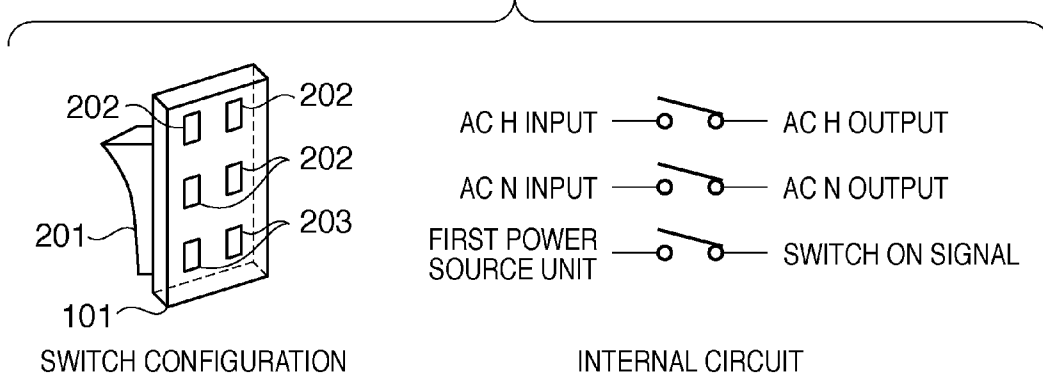 202
202
202
203
201
101
SWITCH CONFIGURATION
AC H INPUT
AC H OUTPUT
AC N INPUT
AC N OUTPUT
FIRST POWER
SOURCE UNIT
SWITCH ON SIGNAL
INTERNAL CIRCUIT